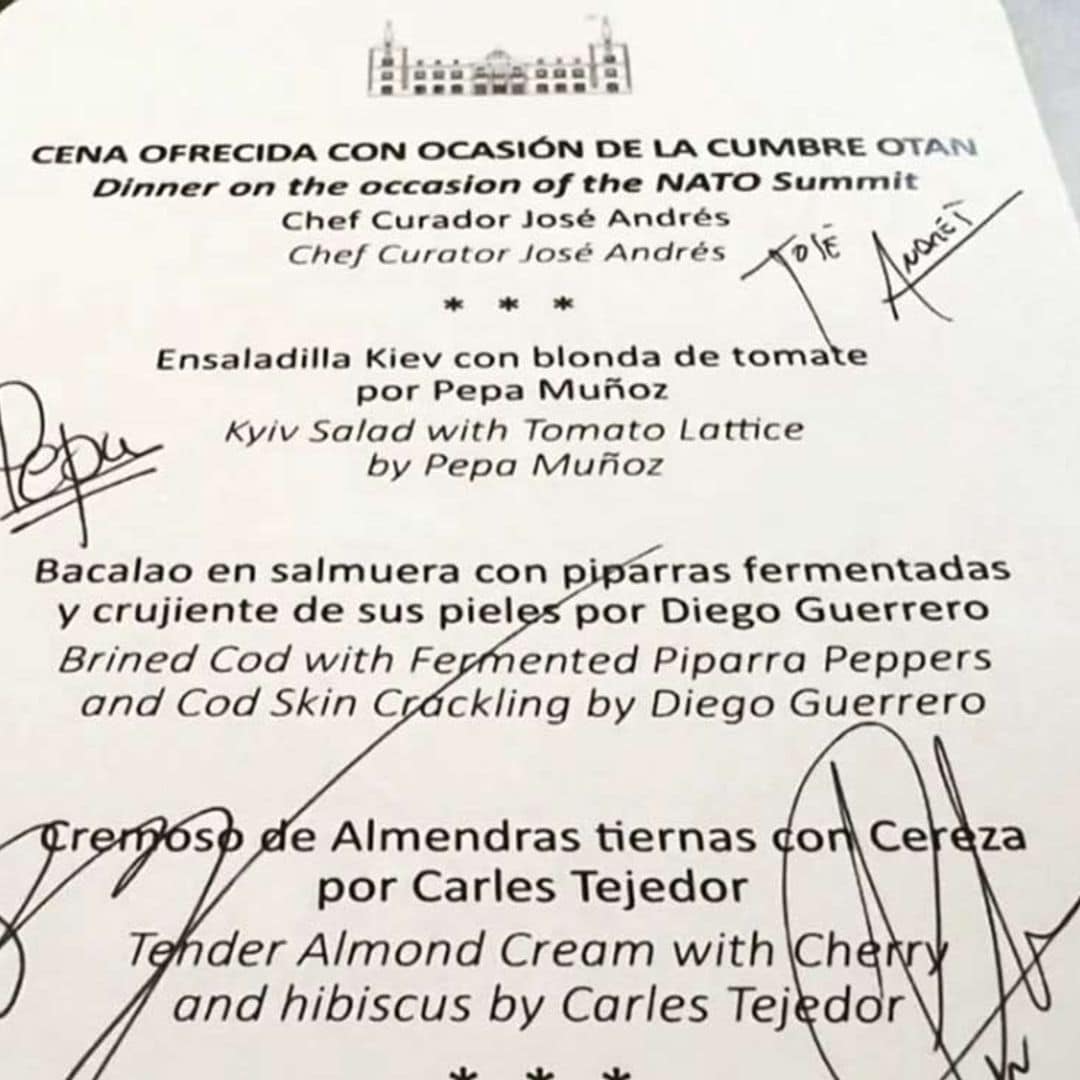 CENA OFRECIDA CON OCASIÓN DE LA CUMBRE OTAN
Dinner on the occasion of the NATO Summit
Chef Curador José Andrés
Chef Curator José Andrés
JOSÉ ANDRÉS
* * *
Ensaladilla Kiev con blonda de tomate
por Pepa Muñoz
Kyiv Salad with Tomato Lattice
by Pepa Muñoz
Pepa
Bacalao en salmuera con piparras fermentadas
y crujiente de sus pieles por Diego Guerrero
Brined Cod with Fermented Piparra Peppers
and Cod Skin Crackling by Diego Guerrero
Cremoso de Almendras tiernas con Cereza
por Carles Tejedor
Tender Almond Cream with Cherry
and hibiscus by Carles Tejedor
* * *